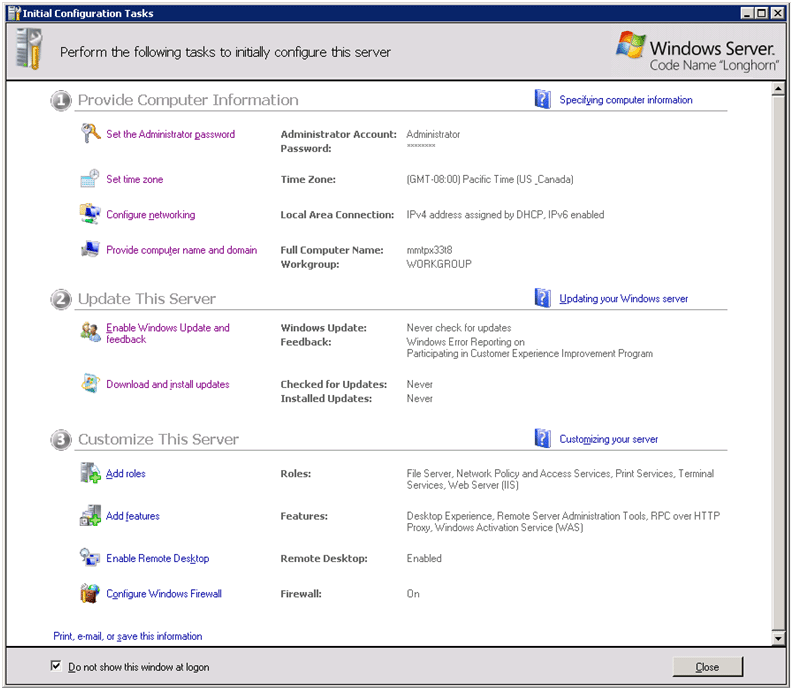 Initial Configuration Tasks
Perform the following tasks to initially configure this server
Windows Server.
Code Name "Longhorn"
1 Provide Computer Information
Specifying computer information
Set the Administrator password
Administrator Account: Administrator
Password: ********
Set time zone
Time Zone: (GMT-08:00) Pacific Time (US _Canada)
Configure networking
Local Area Connection: IPv4 address assigned by DHCP, IPv6 enabled
Provide computer name and domain
Full Computer Name: mmtpx33t8
Workgroup: WORKGROUP
2 Update This Server
Updating your Windows server
Enable Windows Update and
feedback
Windows Update: Never check for updates
Feedback: Windows Error Reporting on
Participating in Customer Experience Improvement Program
Download and install updates
Checked for Updates: Never
Installed Updates: Never
3 Customize This Server
Customizing your server
Add roles
Roles: File Server, Network Policy and Access Services, Print Services, Terminal
Services, Web Server (IIS)
Add features
Features: Desktop Experience, Remote Server Administration Tools, RPC over HTTP
Proxy, Windows Activation Service (WAS)
Enable Remote Desktop
Remote Desktop: Enabled
Configure Windows Firewall
Firewall: On
Print, e-mail, or save this information
Do not show this window at logon
Close